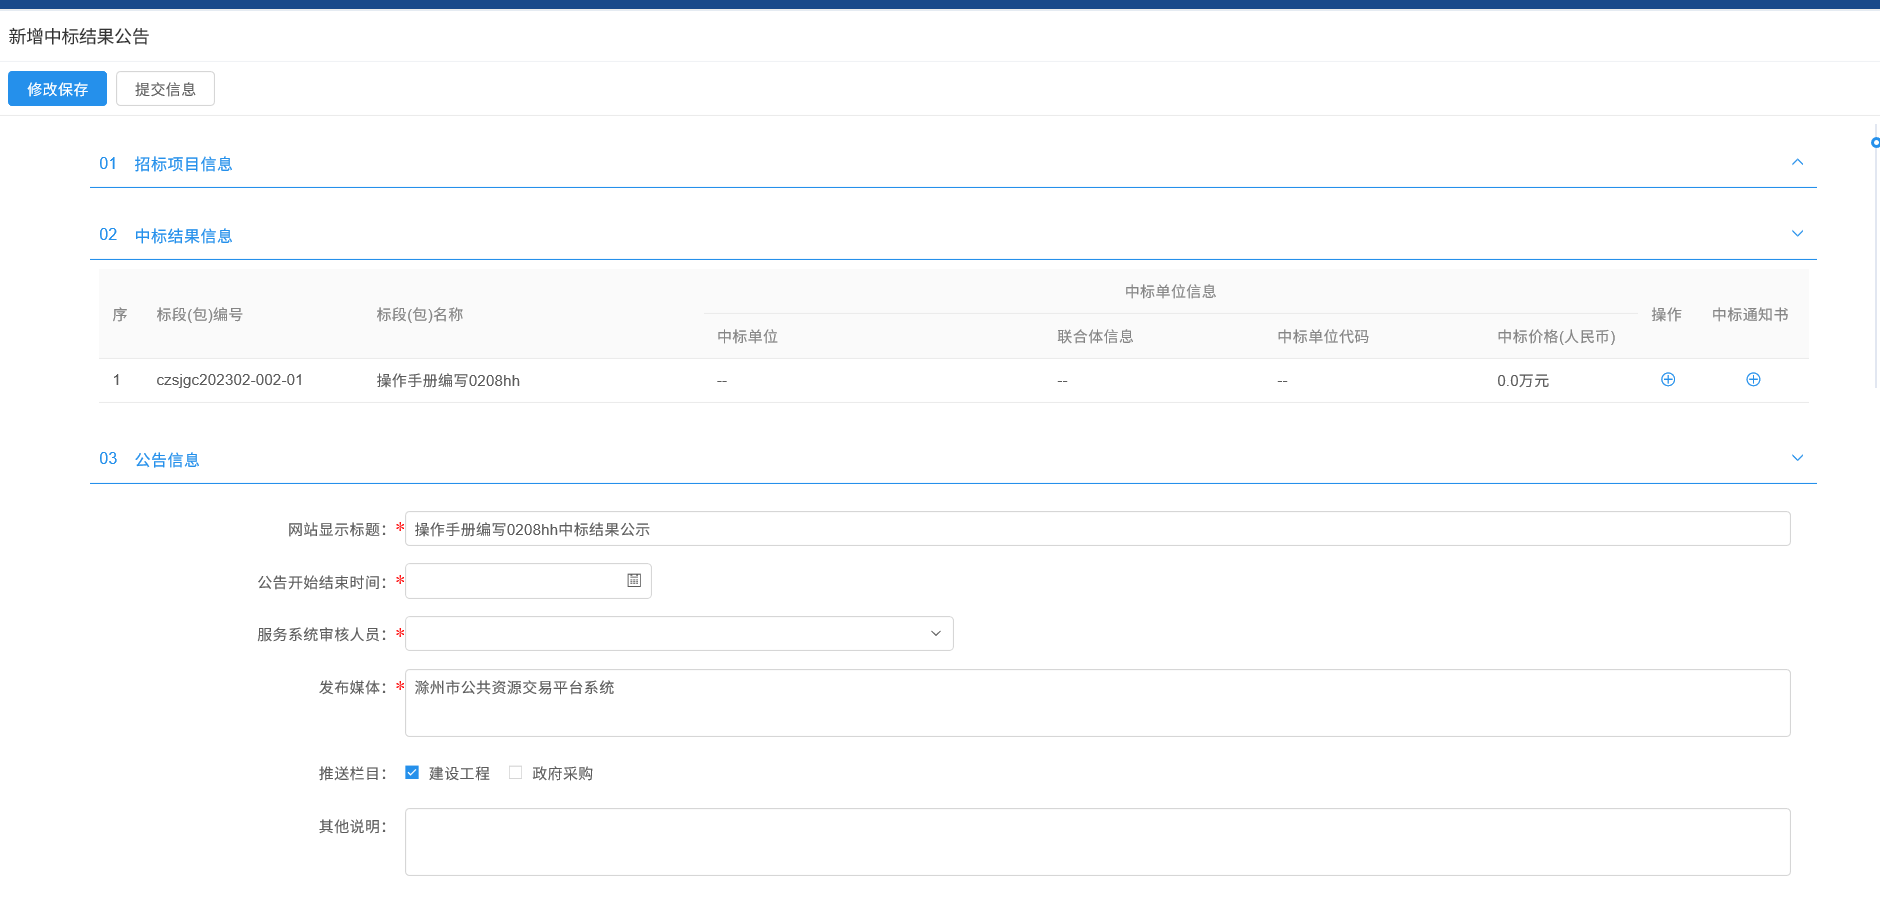 新增中标结果公告
修改保存 提交信息
01 招标项目信息
02 中标结果信息
中标单位信息
序 标段(包)编号 标段(包)名称 操作 中标通知书
中标单位 联合体信息 中标单位代码 中标价格(人民币)
1 czsjgc202302-002-01 操作手册编写0208hh -- -- -- 0.0万元
03 公告信息
网站显示标题：*操作手册编写0208hh中标结果公示
公告开始结束时间：*
服务系统审核人员：*
发布媒体：*滁州市公共资源交易平台系统
推送栏目： 建设工程 政府采购
其他说明：